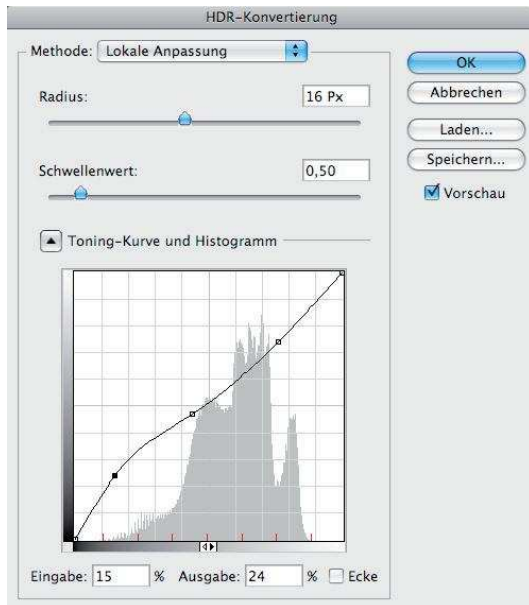 HDR-Konvertierung
Methode: Lokale Anpassung
OK
Abbrechen
Radius: 16 Px
Laden...
Speichern...
Schwellenwert: 0,50
Vorschau
Toning-Kurve und Histogramm
Eingabe: 15 % Ausgabe: 24 % Ecke